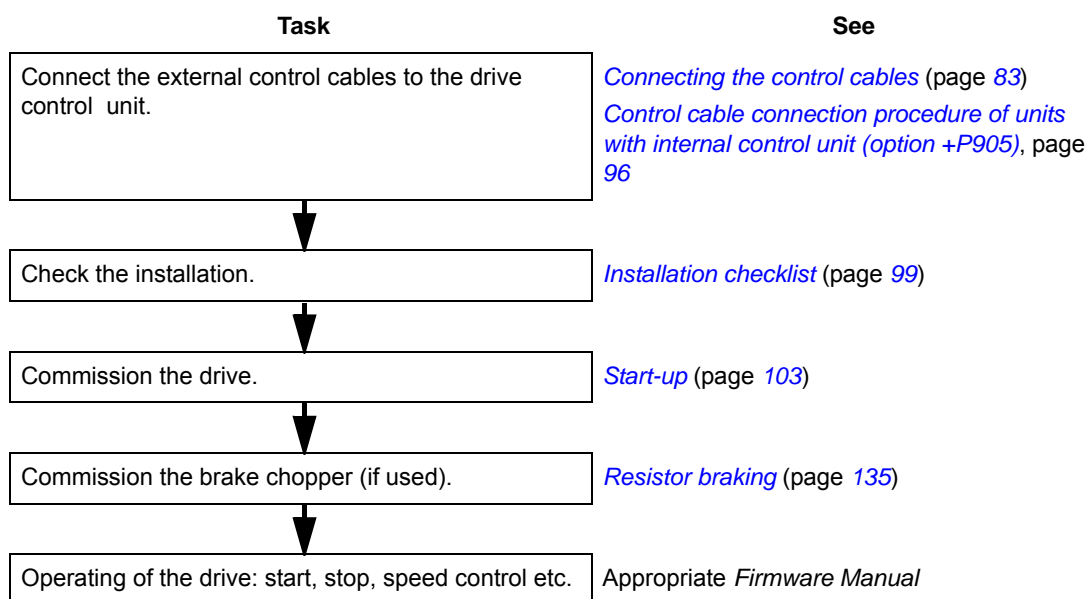 Task
See
Connect the external control cables to the drive
control unit.
Connecting the control cables (page 83)
Control cable connection procedure of units
with internal control unit (option +P905), page
96
Check the installation.
Installation checklist (page 99)
Commission the drive.
Start-up (page 103)
Commission the brake chopper (if used).
Resistor braking (page 135)
Operating of the drive: start, stop, speed control etc.
Appropriate Firmware Manual